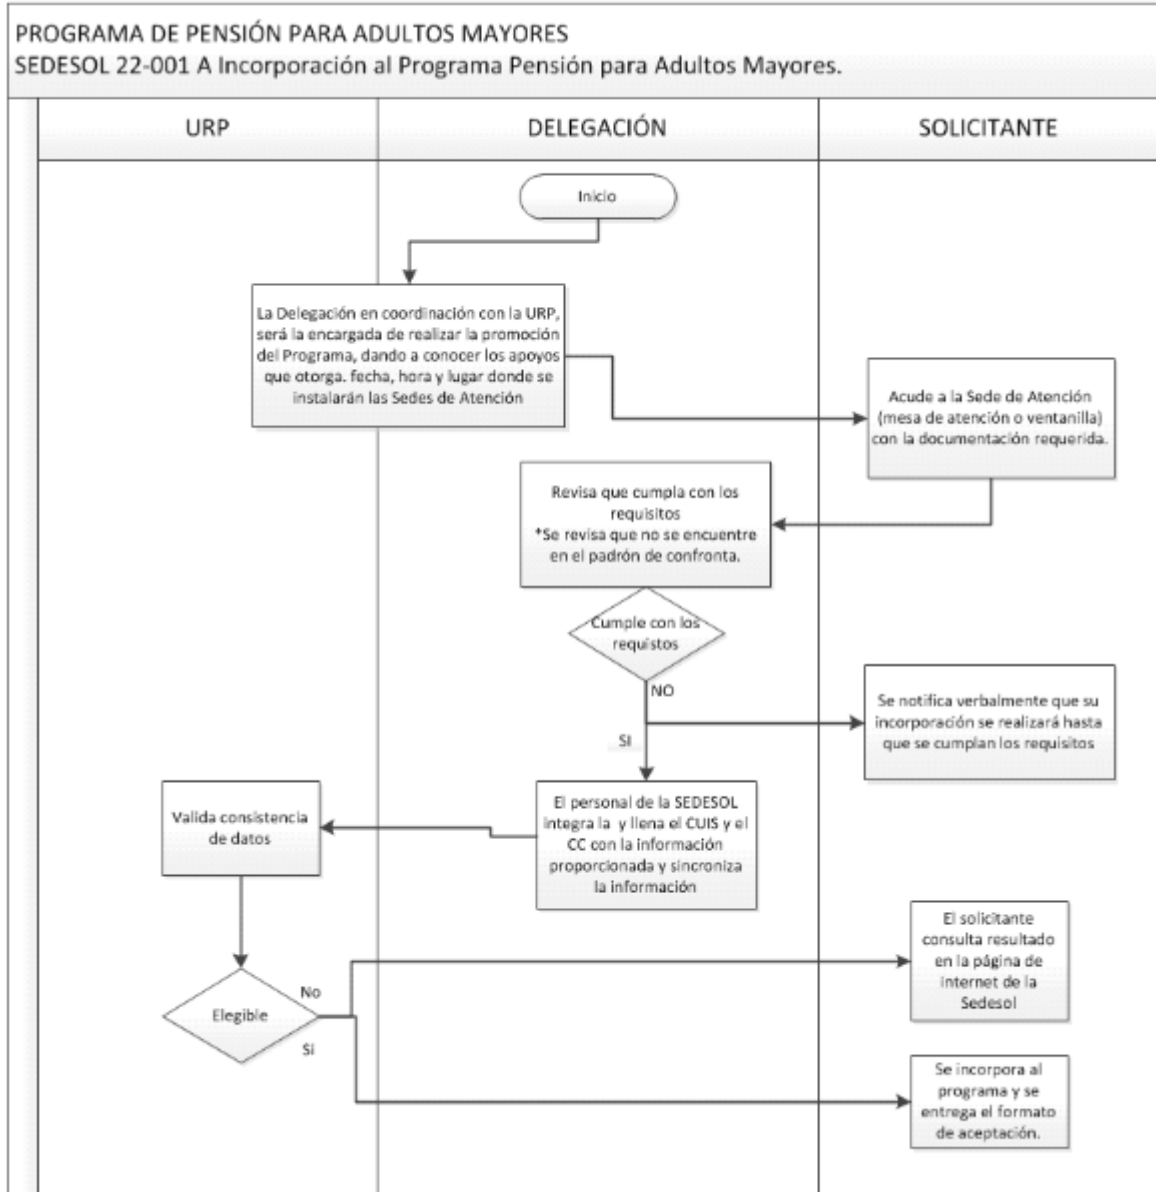 PROGRAMA DE PENSIÓN PARA ADULTOS MAYORES
SEDESOL 22-001 A Incorporación al Programa Pensión para Adultos Mayores.
URP
DELEGACIÓN
SOLICITANTE
Inicio
La Delegación en coordinación con la URP,
será la encargada de realizar la promoción
del Programa, dando a conocer los apoyos
que otorga. fecha, hora y lugar donde se
instalarán las Sedes de Atención
Acude a la Sede de Atención
(mesa de atención o ventanilla)
con la documentación requerida.
Revisa que cumpla con los
requisitos
*Se revisa que no se encuentre
en el padrón de confronta.
Cumple con los
requistos
NO
SI
Se notifica verbalmente que su
incorporación se realizará hasta
que se cumplan los requisitos
El personal de la SEDESOL
integra la y llena el CUIS y el
CC con la información
proporcionada y sincroniza
la información
Valida consistencia
de datos
Elegible
No
Si
El solicitante
consulta resultado
en la página de
internet de la
Sedesol
Se incorpora al
programa y se
entrega el formato
de aceptación.